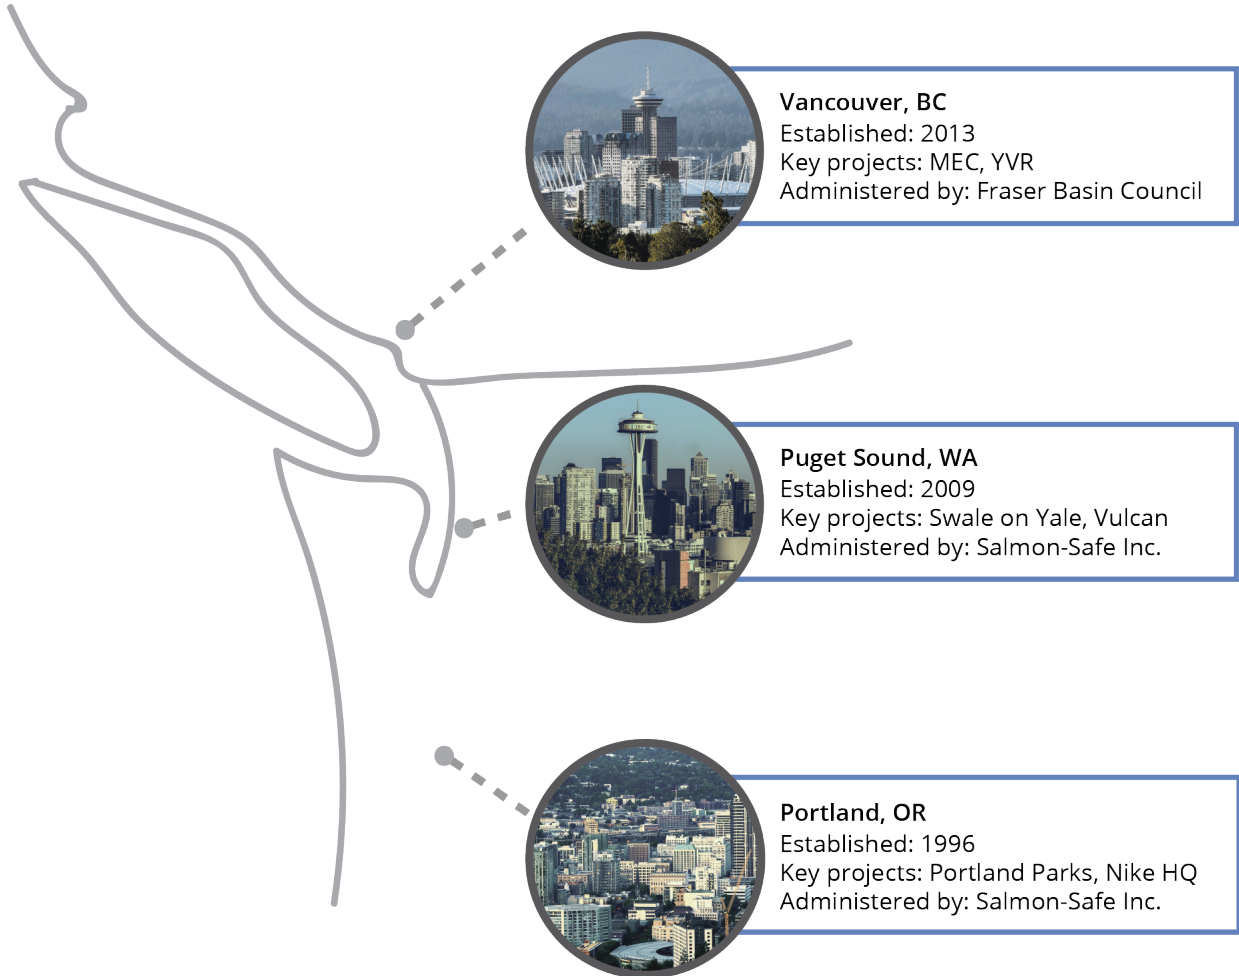 Vancouver, BC
Established: 2013
Key projects: MEC, YVR
Administered by: Fraser Basin Council
Puget Sound, WA
Established: 2009
Key projects: Swale on Yale, Vulcan
Administered by: Salmon-Safe Inc.
Portland, OR
Established: 1996
Key projects: Portland Parks, Nike HQ
Administered by: Salmon-Safe Inc.